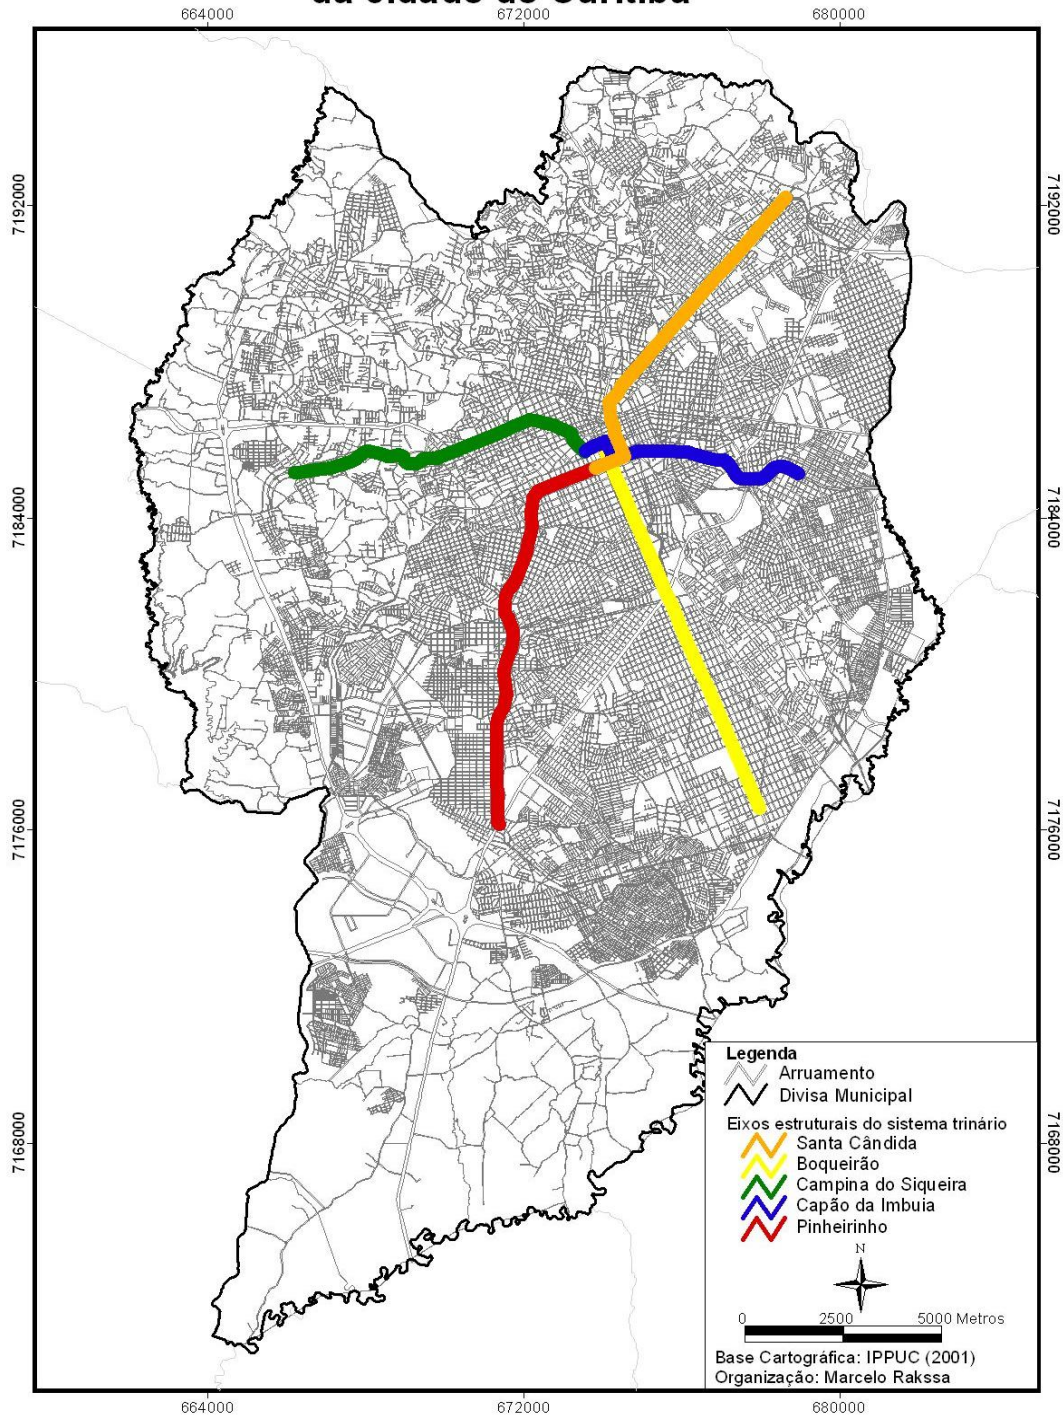 da cidade de Curitiba
664000 672000 680000
7192000 7192000
7184000 7184000
7176000 7176000
7168000 7168000
Legenda
Arruamento
Divisa Municipal
Eixos estruturais do sistema trinário
Santa Cândida
Boqueirão
Campina do Siqueira
Capão da Imbuia
Pinheirinho
N
0 2500 5000 Metros
Base Cartográfica: IPPUC (2001)
Organização: Marcelo Rakssa
664000 672000 680000